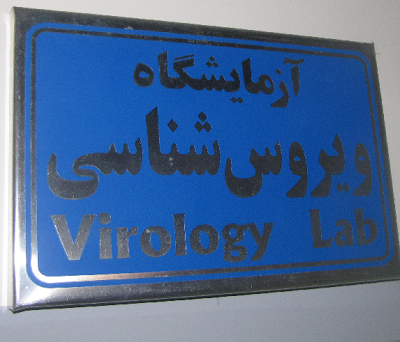 آزمایشگاه
ویروس شناسی
Virology Lab